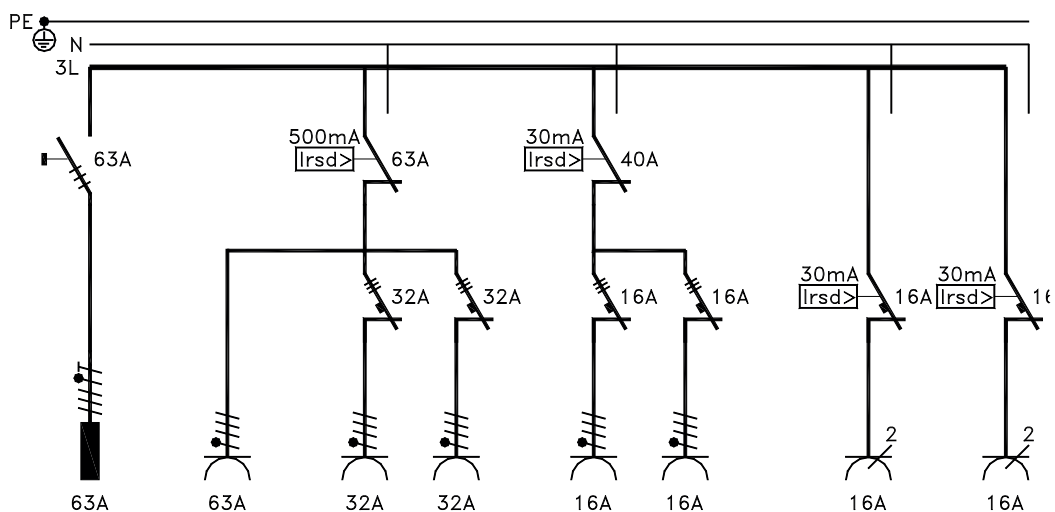 PE
N
3L
500mA
30mA
Irsd> 63A
Irsd> 40A
63A
30mA
30mA
32A
32A
16A
16A
Irsd> 16A
Irsd> 16
2
2
63A
63A
32A
32A
16A
16A
16A
16A